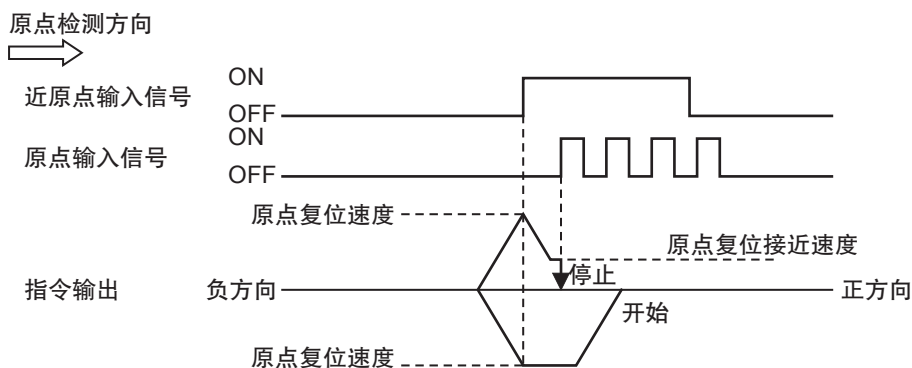 原点检测方向
近原点输入信号
ON
OFF
原点输入信号
ON
OFF
原点复位速度
原点复位接近速度
停止
指令输出
负方向
正方向
开始
原点复位速度